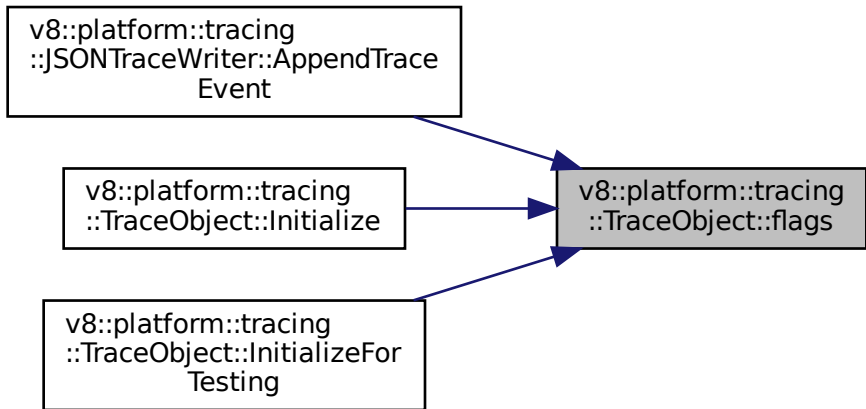 v8::platform::tracing
::JSONTraceWriter::AppendTrace
Event
v8::platform::tracing
::TraceObject::Initialize
v8::platform::tracing
::TraceObject::InitializeFor
Testing
v8::platform::tracing
::TraceObject::flags